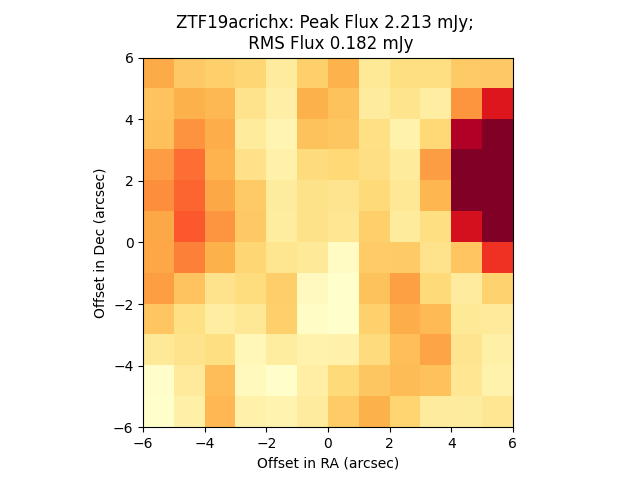 ZTF19acrichx: Peak Flux 2.213 mJy;
RMS Flux 0.182 mJy
6
4
2
0
−2
−4
−6
Offset in Dec (arcsec)
−6 −4 −2 0 2 4 6
Offset in RA (arcsec)